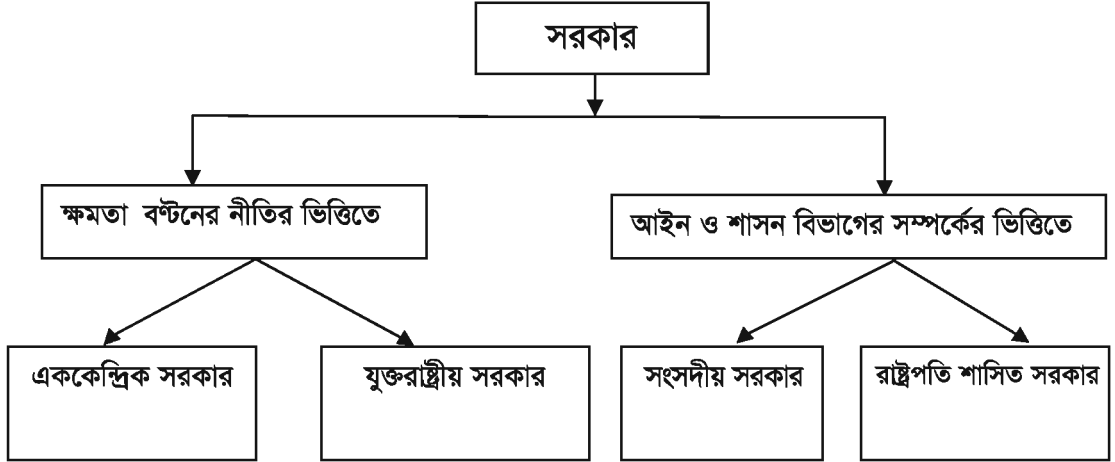 সরকার
ক্ষমতা বণ্টনের নীতির ভিত্তিতে
আইন ও শাসন বিভাগের সম্পর্কের ভিত্তিতে
এককেন্দ্রিক সরকার
যুক্তরাষ্ট্রীয় সরকার
সংসদীয় সরকার
রাষ্ট্রপতি শাসিত সরকার